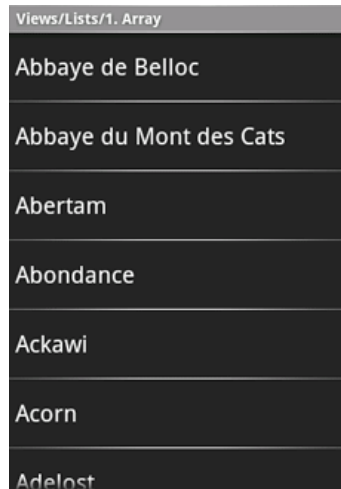 Views/Lists/1. Array
Abbaye de Belloc
Abbaye du Mont des Cats
Abertam
Abondance
Ackawi
Acorn
Adelost